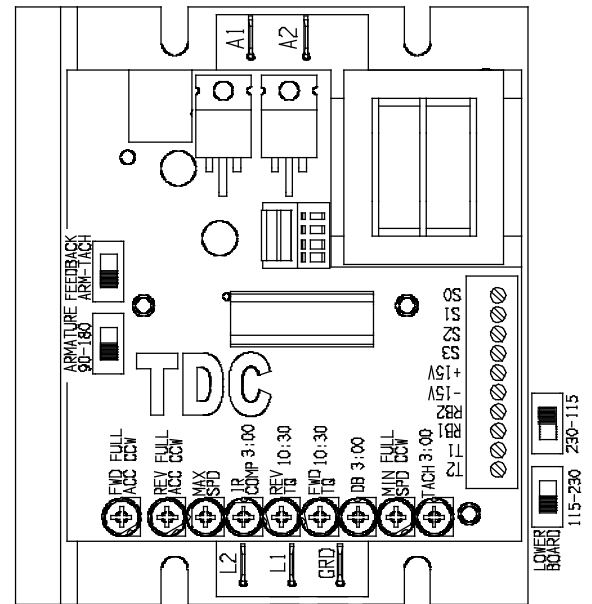 A1
A2
ARMATURE FEEDBACK
ARM-TACH
90-180
TDC
S0
S1
S2
S3
+15V
-15V
RB2
RB1
T1
T2
230-115
115-230
LOWER
BOARD
FWD FULL
ACC CCW
REV FULL
ACC CCW
MAX
SPD
IR
COMP 3:00
REV
TQ 10:30
FWD
TQ 10:30
DB 3:00
MIN FULL
SPD CCW
TACH 3:00
L2
L1
GRD